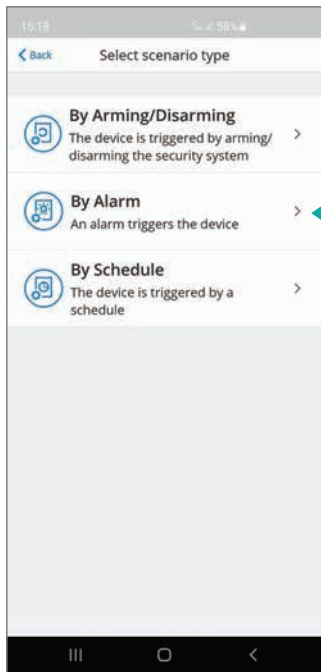 58%
Back
Select scenario type
By Arming/Disarming
The device is triggered by arming/
disarming the security system
By Alarm
An alarm triggers the device
By Schedule
The device is triggered by a
schedule